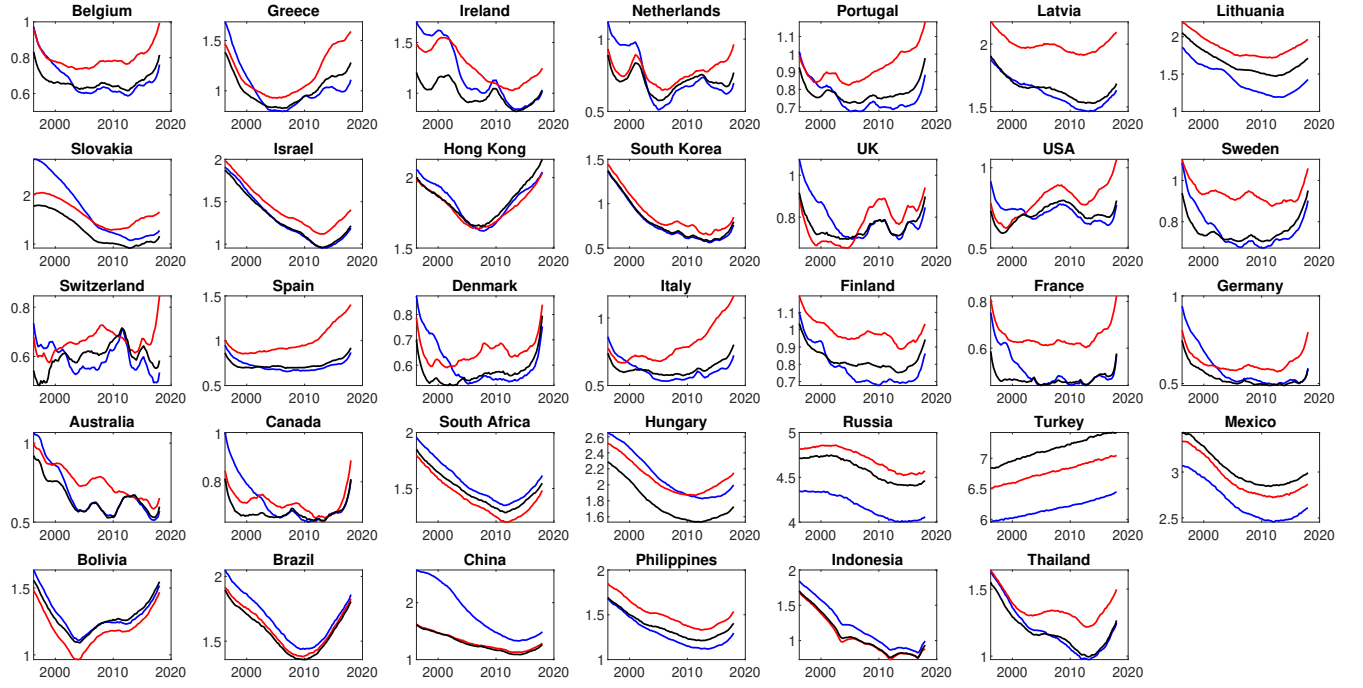 Belgium
1
0.8
0.6
2000 2010 2020
Greece
1.5
1
2000 2010 2020
Ireland
1.5
1
2000 2010 2020
Netherlands
1
0.5
2000 2010 2020
Portugal
1.2
1.1
1
0.9
0.8
0.7
2000 2010 2020
Latvia
2
1.5
2000 2010 2020
Lithuania
2
1.5
1
2000 2010 2020
Slovakia
2
1
2000 2010 2020
Israel
2
1.5
1
2000 2010 2020
Hong Kong
2
1.5
2000 2010 2020
South Korea
1.5
1
0.5
2000 2010 2020
UK
1
0.8
2000 2010 2020
USA
1
0.5
2000 2010 2020
Sweden
1
0.8
2000 2010 2020
Switzerland
0.8
0.6
2000 2010 2020
Spain
1.5
1
0.5
2000 2010 2020
Denmark
0.8
0.6
2000 2010 2020
Italy
1
0.5
2000 2010 2020
Finland
1.1
1
0.9
0.8
0.7
2000 2010 2020
France
0.8
0.6
2000 2010 2020
Germany
1
0.5
2000 2010 2020
Australia
1
0.5
2000 2010 2020
Canada
1
0.8
2000 2010 2020
South Africa
2
1.5
2000 2010 2020
Hungary
2.6
2.4
2.2
2
1.8
1.6
2000 2010 2020
Russia
5
4.5
4
2000 2010 2020
Turkey
7
6.5
6
2000 2010 2020
Mexico
3
2.5
2000 2010 2020
Bolivia
1.5
1
2000 2010 2020
Brazil
2
1.5
2000 2010 2020
China
2
1
2000 2010 2020
Philippines
2
1.5
1
2000 2010 2020
Indonesia
2
1.5
1
2000 2010 2020
Thailand
1.5
1
2000 2010 2020